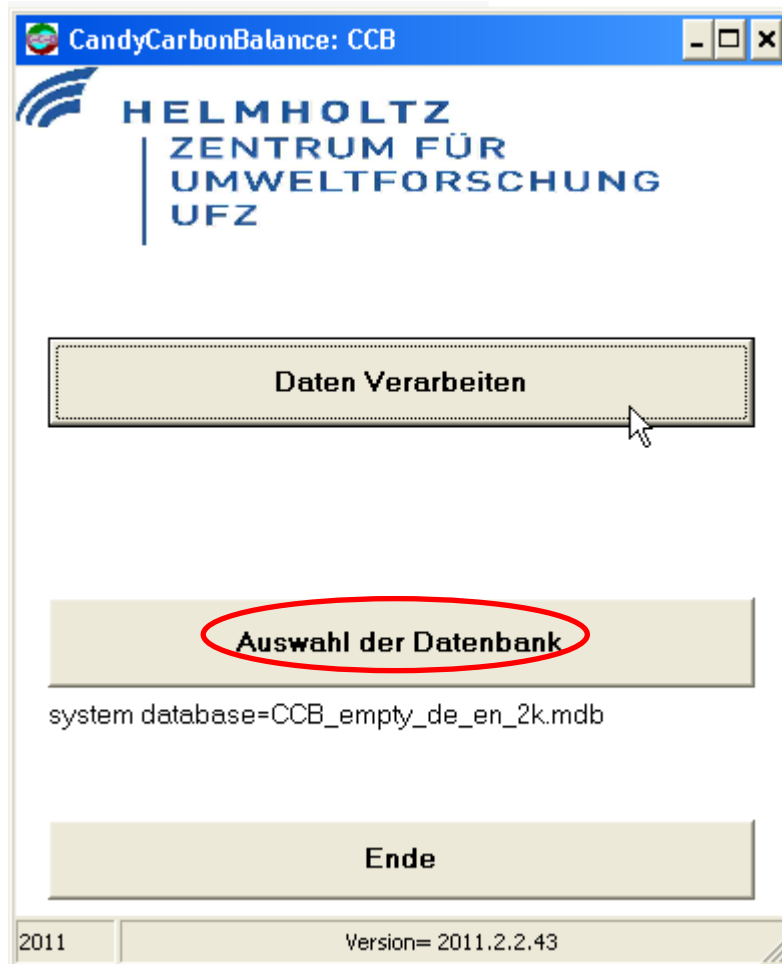 CandyCarbonBalance: CCB
HELMHOLTZ
ZENTRUM FÜR
UMWELTFORSCHUNG
UFZ
Daten Verarbeiten
Auswahl der Datenbank
system database=CCB_empty_de_en_2k.mdb
Ende
2011
Version= 2011.2.2.43